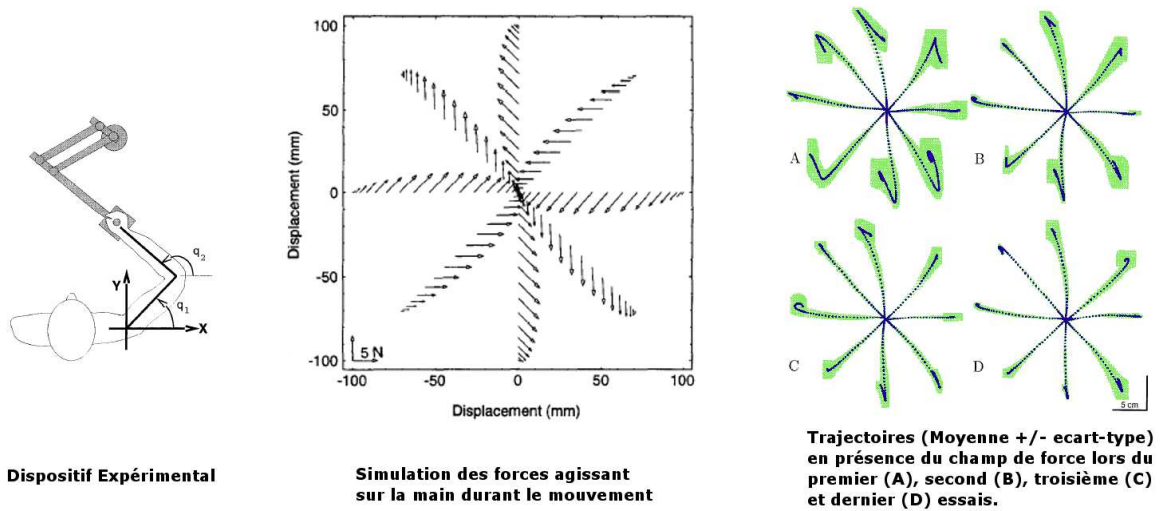 q2
Y
q1
X
Dispositif Expérimental
100
50
0
-50
-100
Displacement (mm)
5 N
-100 -50 0 50 100
Displacement (mm)
Simulation des forces agissant
sur la main durant le mouvement
A
B
C
D
5 cm
Trajectoires (Moyenne +/- ecart-type)
en présence du champ de force lors du
premier (A), second (B), troisième (C)
et dernier (D) essais.